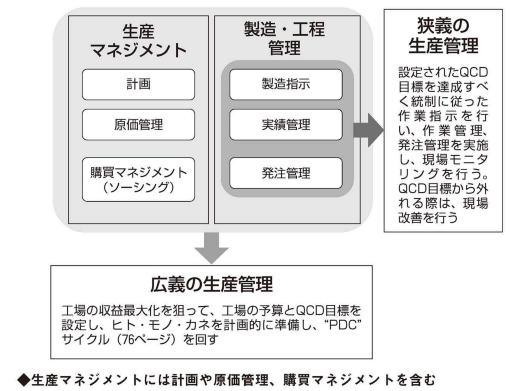 生産
マネジメント
計画
原価管理
購買マネジメント
（ソーシング）
製造・工程
管理
製造指示
実績管理
発注管理
狭義の
生産管理
設定されたQCD
目標を達成すべ
く統制に従った
作業指示を行
い、作業管理、
発注管理を実施
し、現場モニタ
リングを行う。
QCD目標から外
れる際は、現場
改善を行う
広義の生産管理
工場の収益最大化を狙って、工場の予算とQCD目標を
設定し、ヒト・モノ・カネを計画的に準備し、“PDC”
サイクル（76ページ）を回す
◆生産マネジメントには計画や原価管理、購買マネジメントを含む